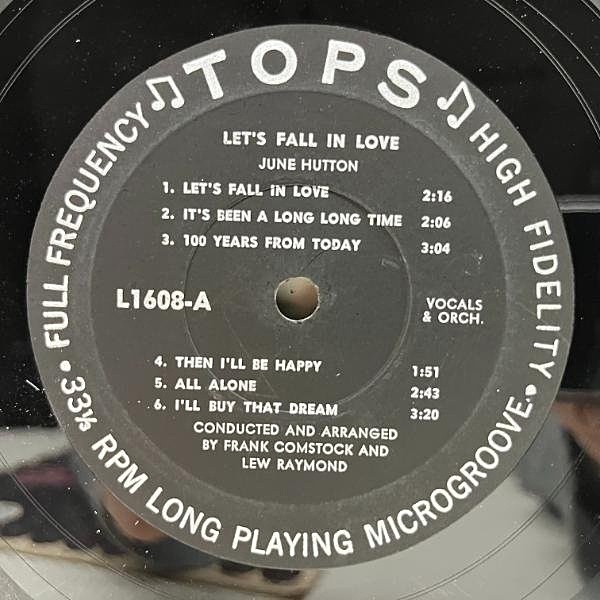 TOPS
FULL FREQUENCY
HIGH FIDELITY
LET'S FALL IN LOVE
JUNE HUTTON
1. LET'S FALL IN LOVE 2:16
2. IT'S BEEN A LONG LONG TIME 2:06
3. 100 YEARS FROM TODAY 3:04
L1608-A
VOCALS
& ORCH.
4. THEN I'LL BE HAPPY 1:51
5. ALL ALONE 2:43
6. I'LL BUY THAT DREAM 3:20
CONDUCTED AND ARRANGED
BY FRANK COMSTOCK AND
LEW RAYMOND
• 33⅓ RPM LONG PLAYING MICROGROOVE •